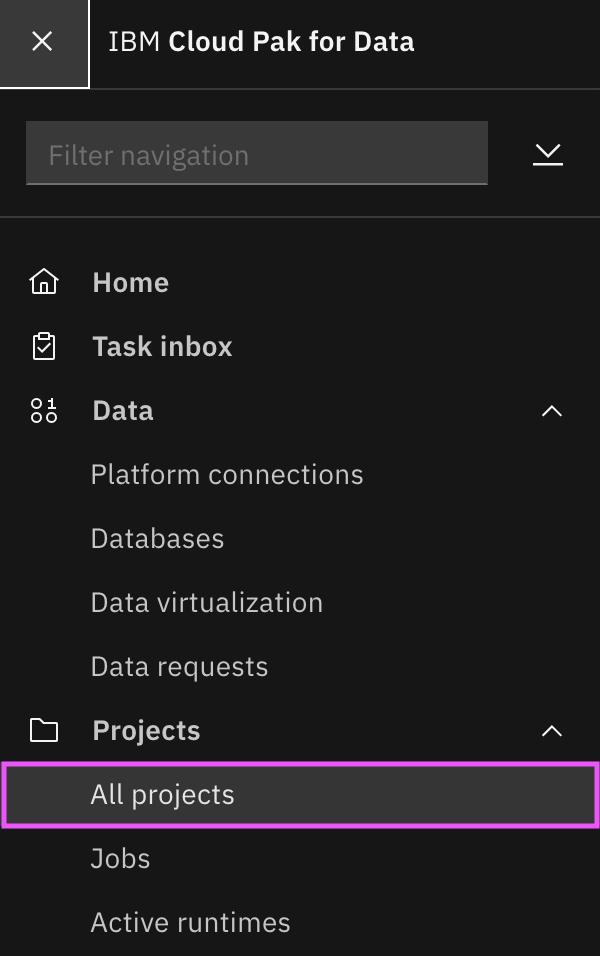 IBM Cloud Pak for Data
Filter navigation
Home
Task inbox
Data
Platform connections
Databases
Data virtualization
Data requests
Projects
All projects
Jobs
Active runtimes